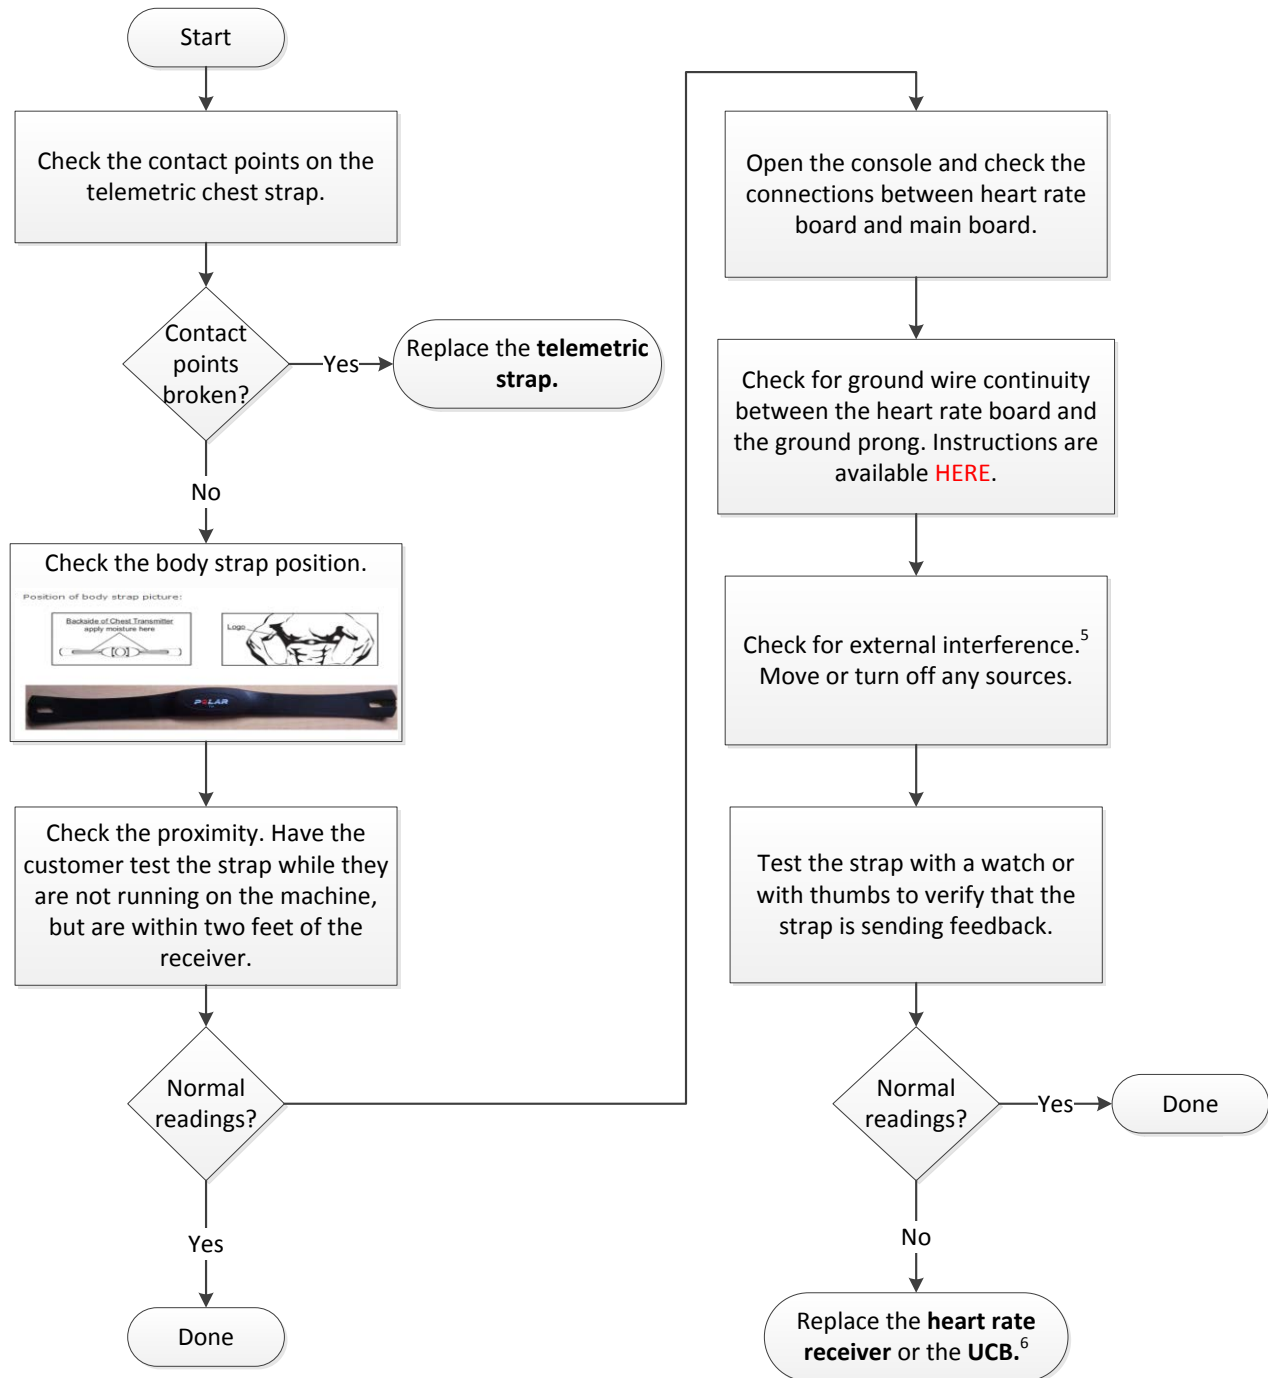 Start
Check the contact points on the
telemetric chest strap.
Contact
points
broken?
Yes
Replace the telemetric
strap.
No
Check the body strap position.
Position of body strap picture:
Backside of Chest Transmitter
apply moisture here
Logo
POLAR
Check the proximity. Have the
customer test the strap while they
are not running on the machine,
but are within two feet of the
receiver.
Normal
readings?
Yes
Done
Open the console and check the
connections between heart rate
board and main board.
Check for ground wire continuity
between the heart rate board and
the ground prong. Instructions are
available HERE.
Check for external interference.5
Move or turn off any sources.
Test the strap with a watch or
with thumbs to verify that the
strap is sending feedback.
Normal
readings?
Yes
Done
No
Replace the heart rate
receiver or the UCB.6